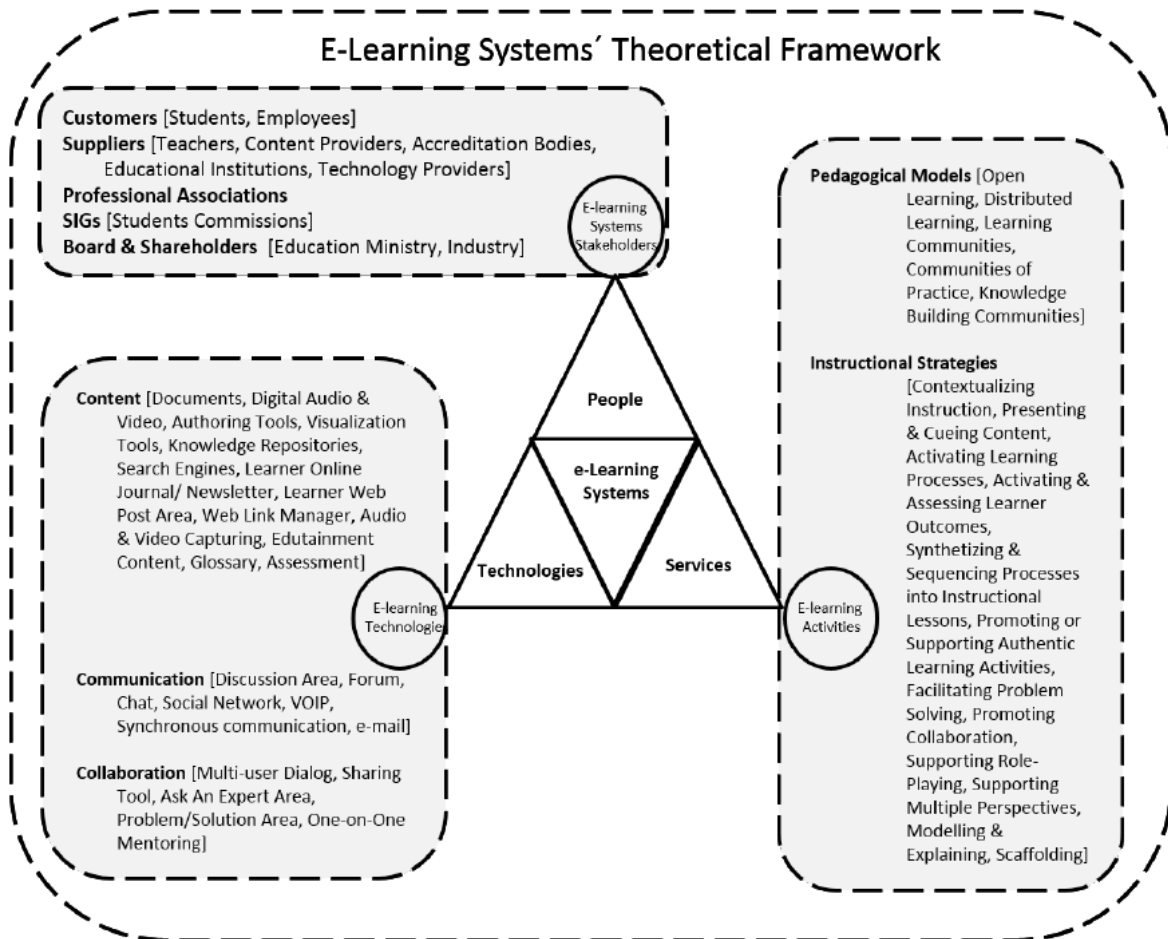 E-Learning Systems´ Theoretical Framework
Customers [Students, Employees]
Suppliers [Teachers, Content Providers, Accreditation Bodies,
Educational Institutions, Technology Providers]
Professional Associations
SIGs [Students Commissions]
Board & Shareholders [Education Ministry, Industry]
E-learning
Systems
Stakeholders
Pedagogical Models [Open
Learning, Distributed
Learning, Learning
Communities,
Communities of
Practice, Knowledge
Building Communities]
Instructional Strategies
[Contextualizing
Instruction, Presenting
& Cueing Content,
Activating Learning
Processes, Activating &
Assessing Learner
Outcomes,
Synthetizing &
Sequencing Processes
into Instructional
Lessons, Promoting or
Supporting Authentic
Learning Activities,
Facilitating Problem
Solving, Promoting
Collaboration,
Supporting Role-
Playing, Supporting
Multiple Perspectives,
Modelling &
Explaining, Scaffolding]
E-learning
Activities
People
e-Learning
Systems
Technologies
Services
Content [Documents, Digital Audio &
Video, Authoring Tools, Visualization
Tools, Knowledge Repositories,
Search Engines, Learner Online
Journal/ Newsletter, Learner Web
Post Area, Web Link Manager, Audio
& Video Capturing, Edutainment
Content, Glossary, Assessment]
E-learning
Technologie
Communication [Discussion Area, Forum,
Chat, Social Network, VOIP,
Synchronous communication, e-mail]
Collaboration [Multi-user Dialog, Sharing
Tool, Ask An Expert Area,
Problem/Solution Area, One-on-One
Mentoring]